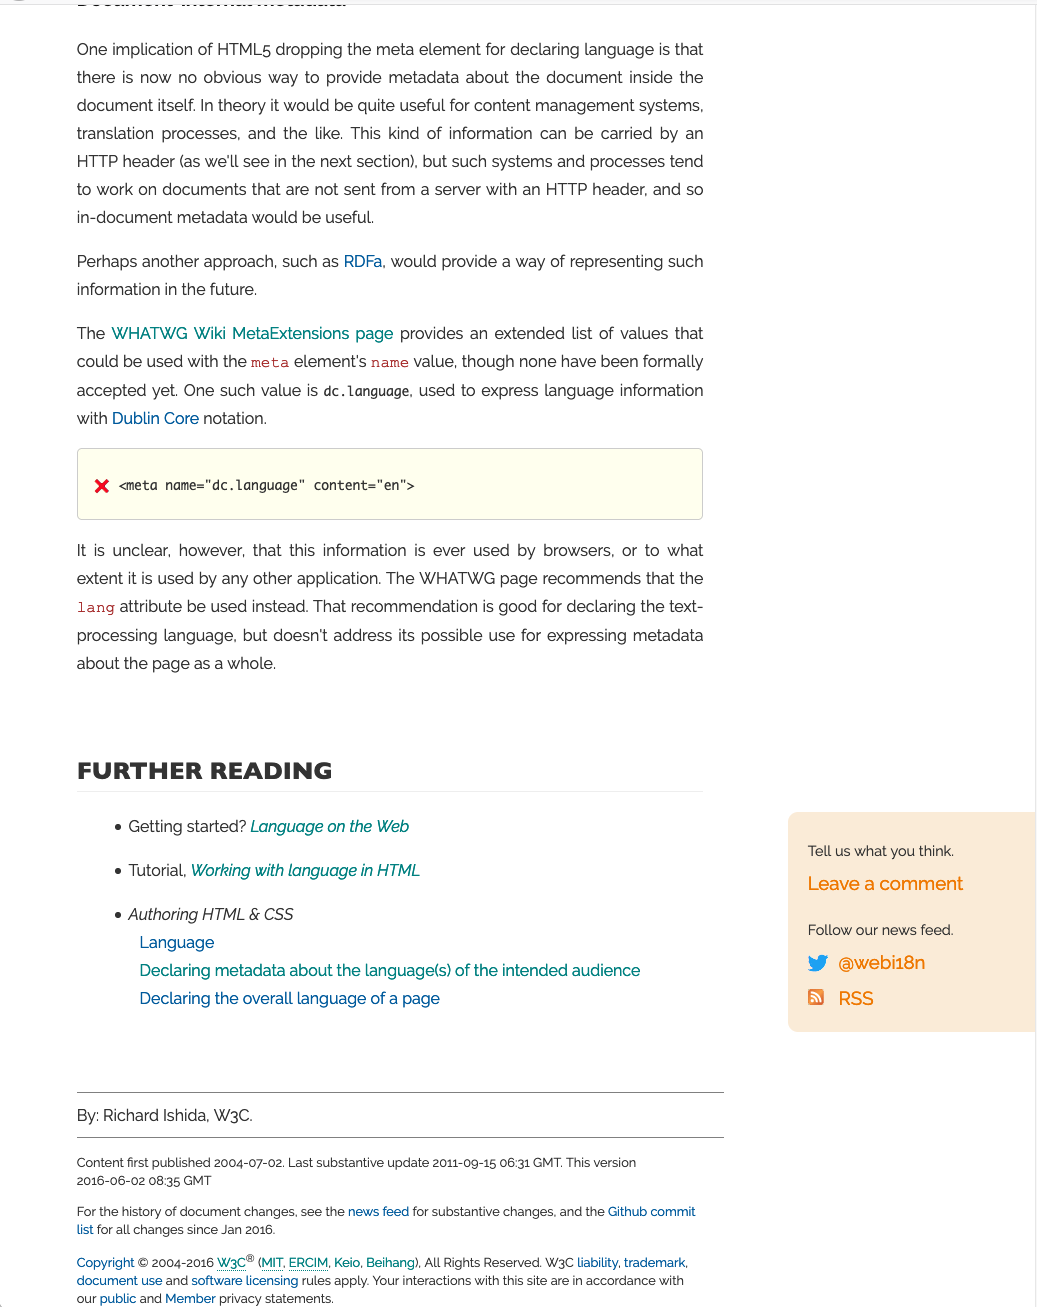 One implication of HTML5 dropping the meta element for declaring language is that
there is now no obvious way to provide metadata about the document inside the
document itself. In theory it would be quite useful for content management systems,
translation processes, and the like. This kind of information can be carried by an
HTTP header (as we'll see in the next section), but such systems and processes tend
to work on documents that are not sent from a server with an HTTP header, and so
in-document metadata would be useful.
Perhaps another approach, such as RDFa, would provide a way of representing such
information in the future.
The WHATWG Wiki MetaExtensions page provides an extended list of values that
could be used with the meta element's name value, though none have been formally
accepted yet. One such value is dc.language, used to express language information
with Dublin Core notation.
<meta name="dc.language" content="en">
It is unclear, however, that this information is ever used by browsers, or to what
extent it is used by any other application. The WHATWG page recommends that the
lang attribute be used instead. That recommendation is good for declaring the text-
processing language, but doesn't address its possible use for expressing metadata
about the page as a whole.
FURTHER READING
• Getting started? Language on the Web
• Tutorial, Working with language in HTML
• Authoring HTML & CSS
Language
Declaring metadata about the language(s) of the intended audience
Declaring the overall language of a page
Tell us what you think.
Leave a comment
Follow our news feed.
@webi18n
RSS
By: Richard Ishida, W3C.
Content first published 2004-07-02. Last substantive update 2011-09-15 06:31 GMT. This version
2016-06-02 08:35 GMT
For the history of document changes, see the news feed for substantive changes, and the Github commit
list for all changes since Jan 2016.
Copyright © 2004-2016 W3C® (MIT, ERCIM, Keio, Beihang), All Rights Reserved. W3C liability, trademark,
document use and software licensing rules apply. Your interactions with this site are in accordance with
our public and Member privacy statements.